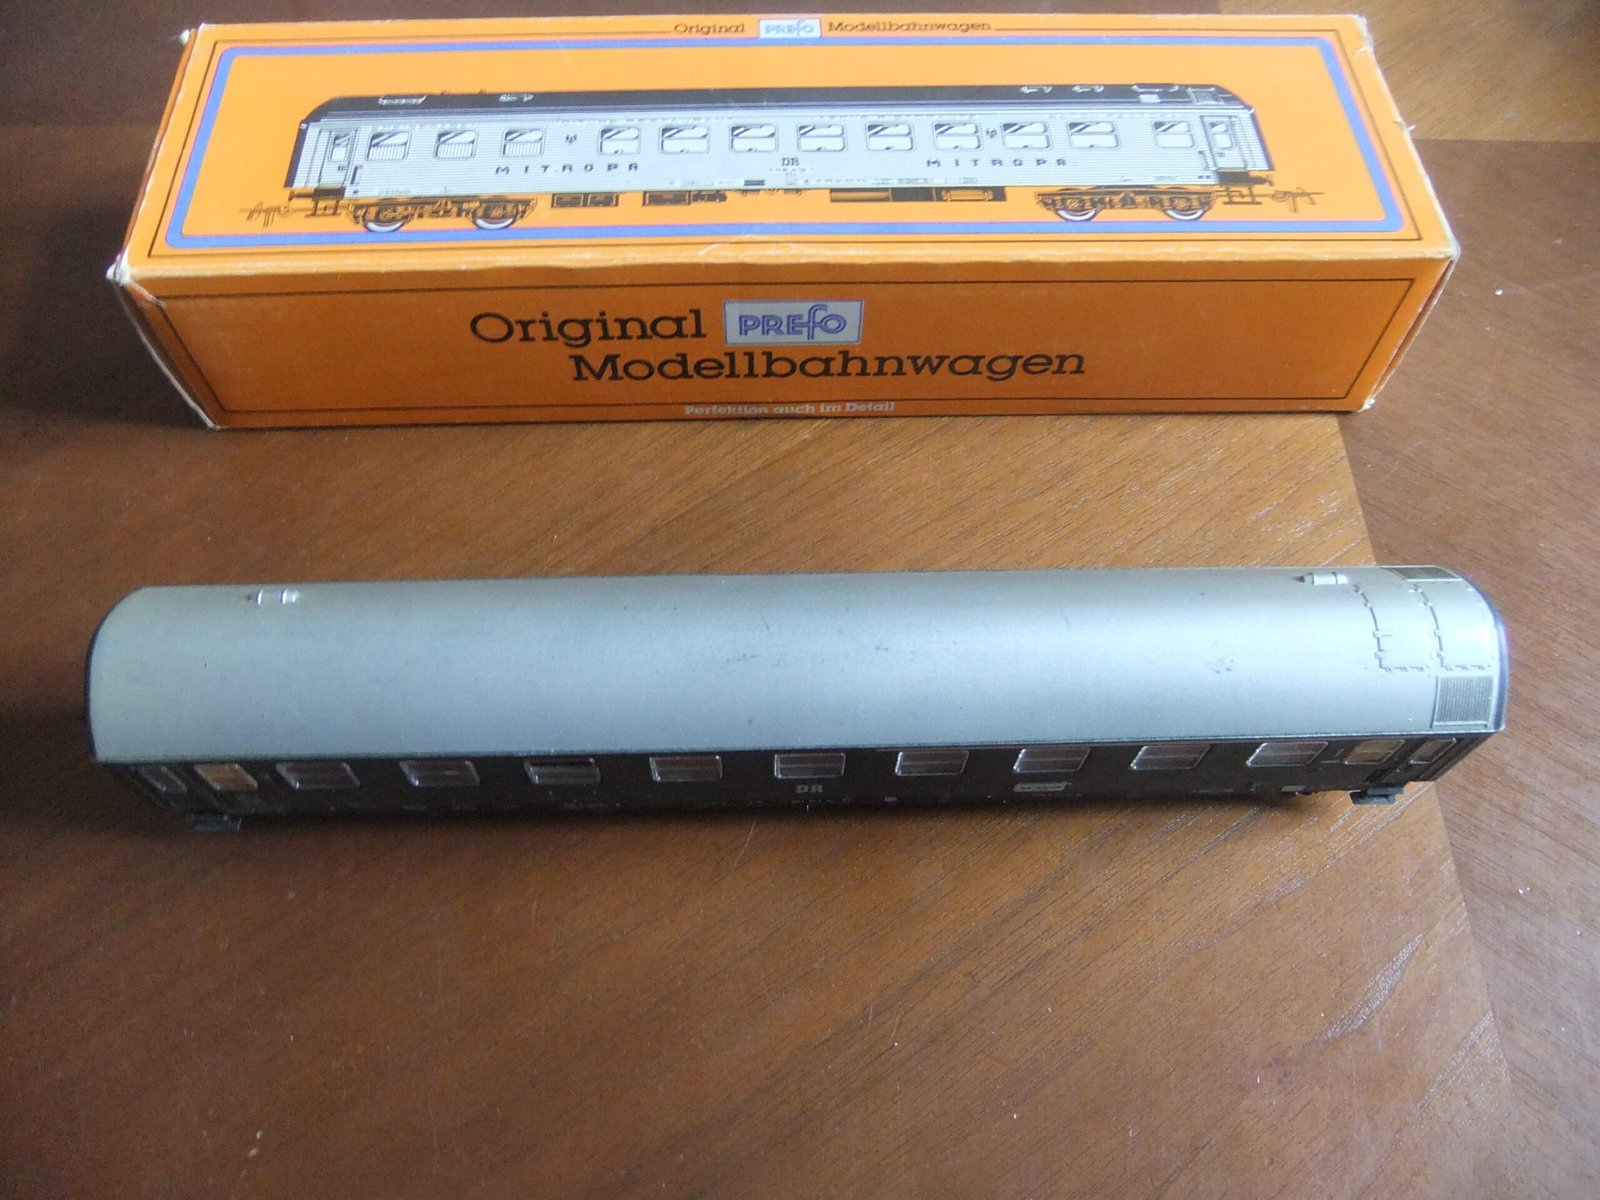 Original PREfo Modellbahnwagen
MITROPA DR MITROPA
Original PREfo
Modellbahnwagen
Perfektion auch im Detail
DR